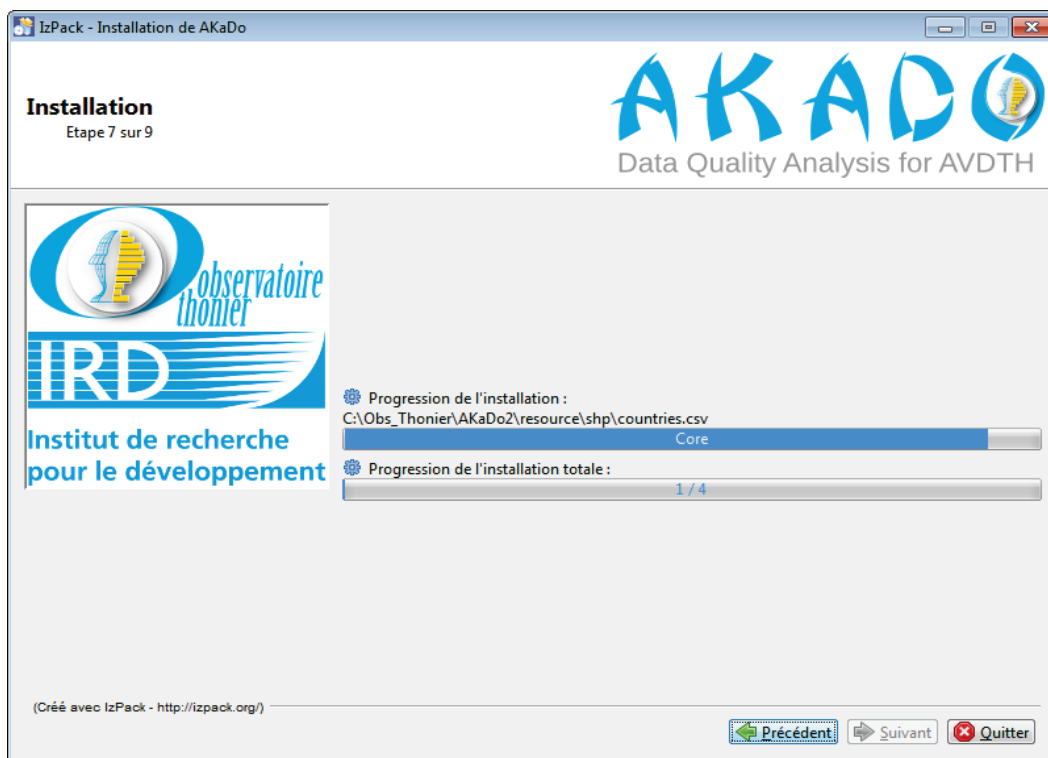 IzPack - Installation de AKaDo
AKADO
Data Quality Analysis for AVDTH
Installation
Etape 7 sur 9
Observatoire
thonier
IRD
Institut de recherche
pour le développement
Progression de l'installation :
C:\Obs_Thonier\AKaDo2\resource\shp\countries.csv
Core
Progression de l'installation totale :
1 / 4
(Créé avec IzPack - http://izpack.org/)
Précédent
Suivant
Quitter